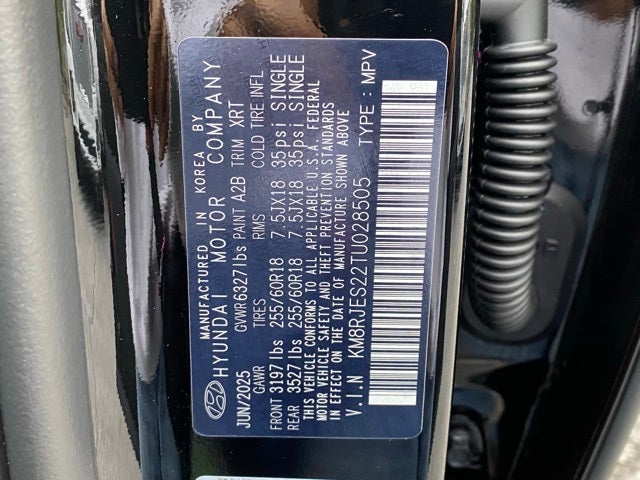 MANUFACTURED IN KOREA BY
HYUNDAI MOTOR COMPANY
JUN/2025 GVWR 6327 lbs PAINT A2B TRIM XRT
GAWR TIRES RIMS COLD TIRE INFL
FRONT 3197 lbs 255/60R18 7.5JX18 35psi SINGLE
REAR 3527 lbs 255/60R18 7.5JX18 35psi SINGLE
THIS VEHICLE CONFORMS TO ALL APPLICABLE U.S.A. FEDERAL
MOTOR VEHICLE SAFETY AND THEFT PREVENTION STANDARDS
IN EFFECT ON THE DATE OF MANUFACTURE SHOWN ABOVE
V.I.N KM8RJES22TU028505 TYPE : MPV